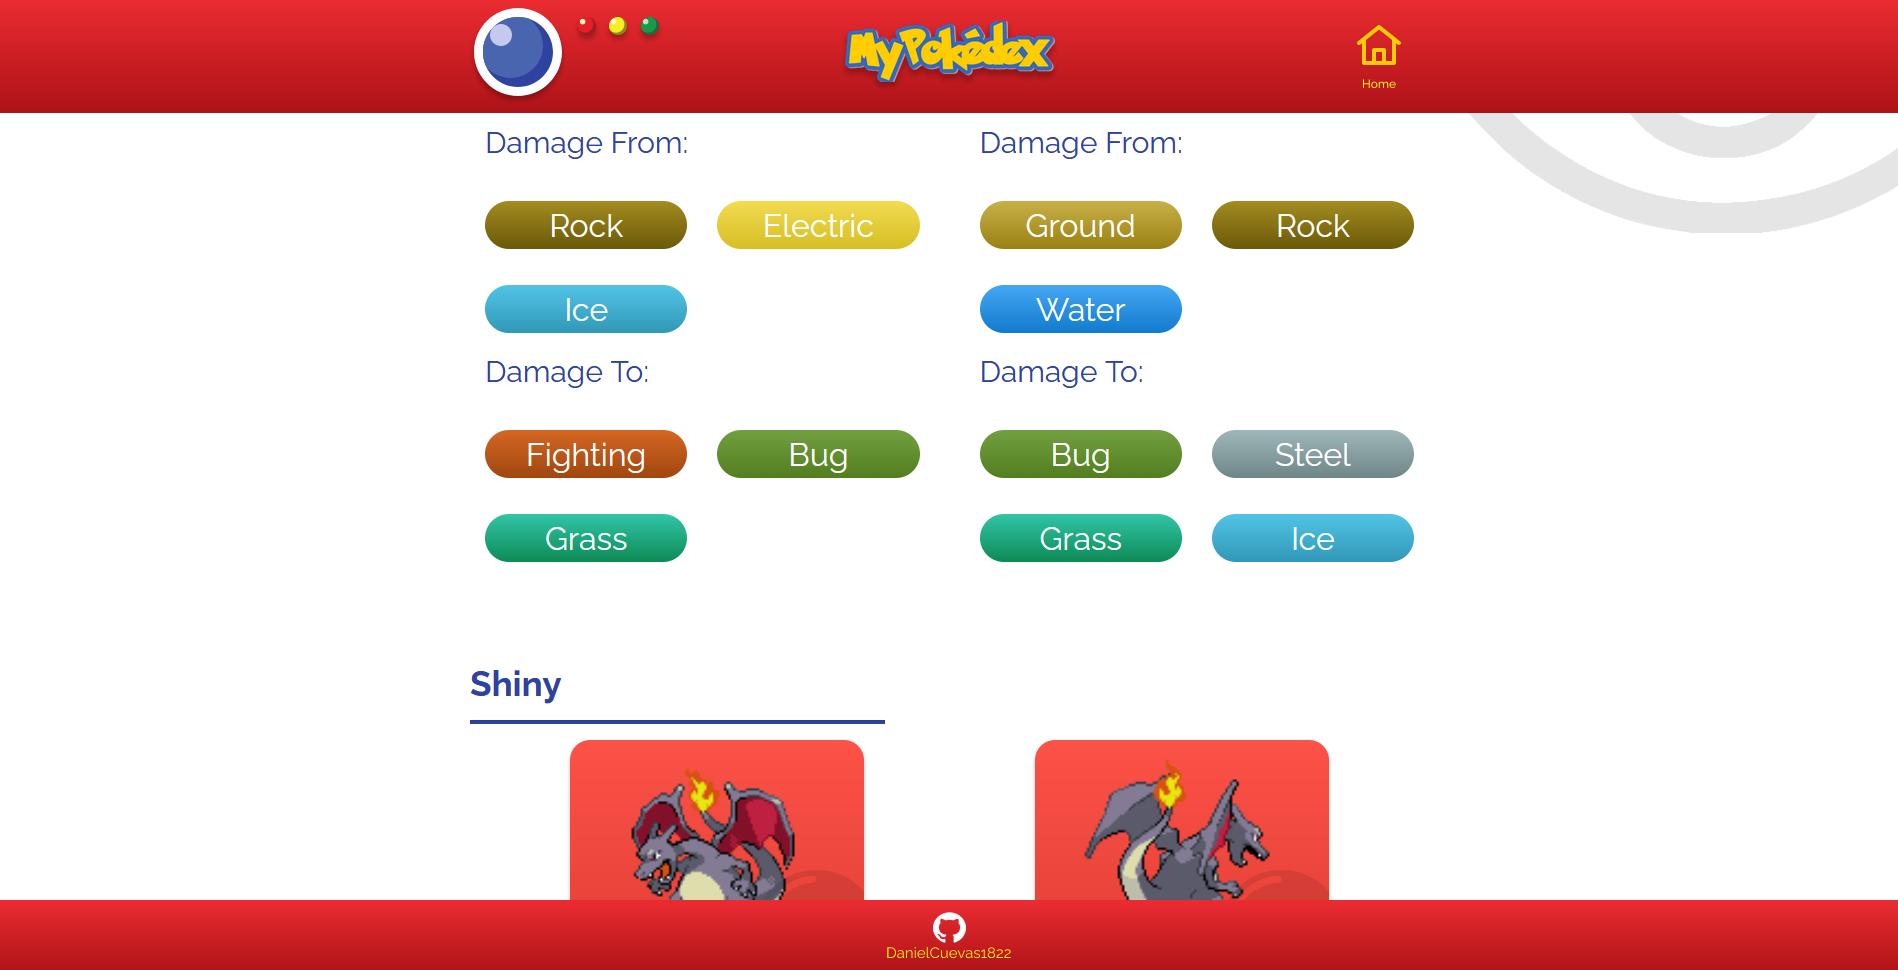 MyPokédex
Home
Damage From:
Rock
Electric
Ice
Damage To:
Fighting
Bug
Grass
Damage From:
Ground
Rock
Water
Damage To:
Bug
Steel
Grass
Ice
Shiny
DanielCuevas1822